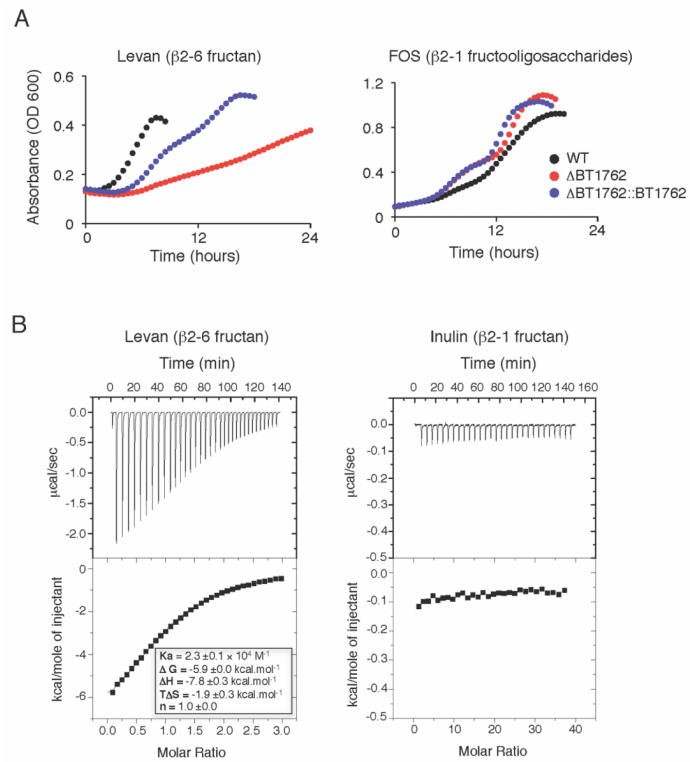 A
Levan (β2-6 fructan)
FOS (β2-1 fructooligosaccharides)
Absorbance (OD 600)
0.6
0.4
0.2
0
0
12
24
Time (hours)
1.2
0.8
0.4
0
0
12
24
Time (hours)
WT
ΔBT1762
ΔBT1762::BT1762
B
Levan (β2-6 fructan)
Inulin (β2-1 fructan)
Time (min)
0 20 40 60 80 100 120 140
µcal/sec
0.0
-0.5
-1.0
-1.5
-2.0
Time (min)
0 20 40 60 80 100 120 140 160
µcal/sec
0.0
-0.1
-0.2
-0.3
-0.4
-0.5
kcal/mole of injectant
0
-2
-4
-6
Ka = 2.3 ±0.1 × 10⁴ M⁻¹
Δ G = -5.9 ±0.0 kcal.mol⁻¹
ΔH = -7.8 ±0.3 kcal.mol⁻¹
TΔS = -1.9 ±0.3 kcal.mol⁻¹
n = 1.0 ±0.0
0.0 0.5 1.0 1.5 2.0 2.5 3.0
Molar Ratio
kcal/mole of injectant
0.0
-0.1
-0.2
-0.3
-0.4
-0.5
0 10 20 30 40
Molar Ratio